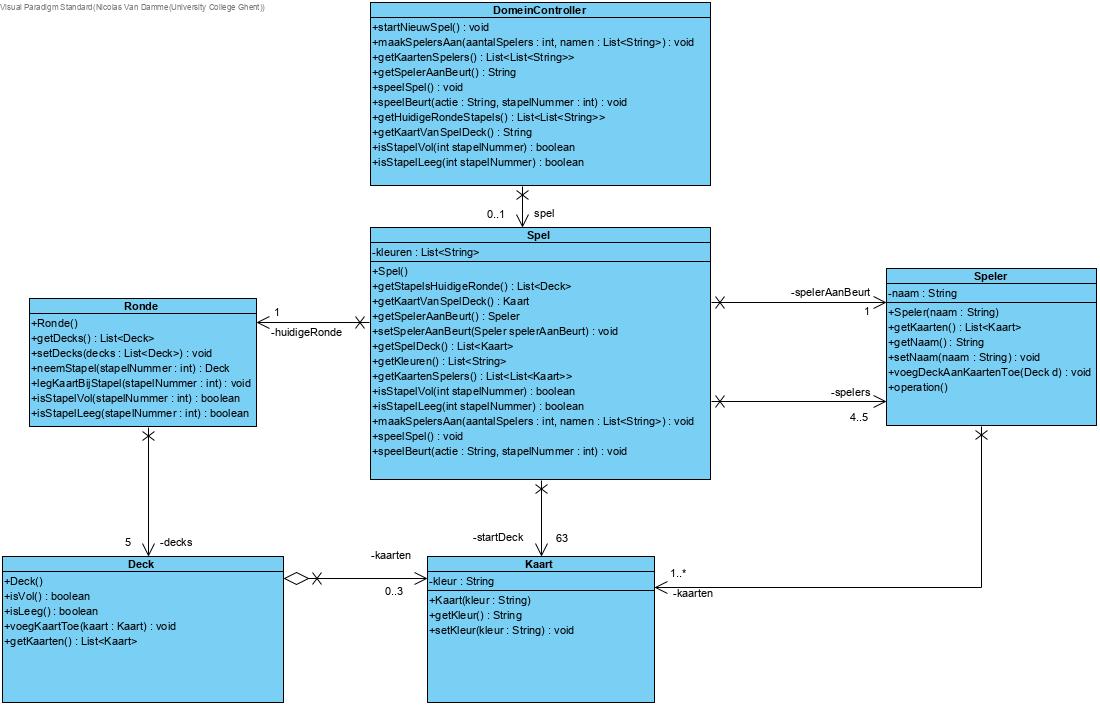 Visual Paradigm Standard(Nicolas Van Damme(University College Ghent))
DomeinController
+startNieuwSpel() : void
+maakSpelersAan(aantalSpelers : int, namen : List<String>) : void
+getKaartenSpelers() : List<List<String>>
+getSpelerAanBeurt() : String
+speelSpel() : void
+speelBeurt(actie : String, stapelNummer : int) : void
+getHuidigeRondeStapels() : List<List<String>>
+getKaartVanSpelDeck() : String
+isStapelVol(int stapelNummer) : boolean
+isStapelLeeg(int stapelNummer) : boolean
0..1 spel
Spel
-kleuren : List<String>
+Spel()
+getStapelsHuidigeRonde() : List<Deck>
+getKaartVanSpelDeck() : Kaart
+getSpelerAanBeurt() : Speler
+setSpelerAanBeurt(Speler spelerAanBeurt) : void
+getSpelDeck() : List<Kaart>
+getKleuren() : List<String>
+getKaartenSpelers() : List<List<Kaart>>
+isStapelVol(int stapelNummer) : boolean
+isStapelLeeg(int stapelNummer) : boolean
+maakSpelersAan(aantalSpelers : int, namen : List<String>) : void
+speelSpel() : void
+speelBeurt(actie : String, stapelNummer : int) : void
-spelerAanBeurt
1
-spelers
4..5
Speler
-naam : String
+Speler(naam : String)
+getKaarten() : List<Kaart>
+getNaam() : String
+setNaam(naam : String) : void
+voegDeckAanKaartenToe(Deck d) : void
+operation()
1
-huidigeRonde
Ronde
+Ronde()
+getDecks() : List<Deck>
+setDecks(decks : List<Deck>) : void
+neemStapel(stapelNummer : int) : Deck
+legKaartBijStapel(stapelNummer : int) : void
+isStapelVol(stapelNummer : int) : boolean
+isStapelLeeg(stapelNummer : int) : boolean
5 -decks
Deck
+Deck()
+isVol() : boolean
+isLeeg() : boolean
+voegKaartToe(kaart : Kaart) : void
+getKaarten() : List<Kaart>
-kaarten
0..3
-startDeck 63
Kaart
-kleur : String
+Kaart(kleur : String)
+getKleur() : String
+setKleur(kleur : String) : void
1..*
-kaarten